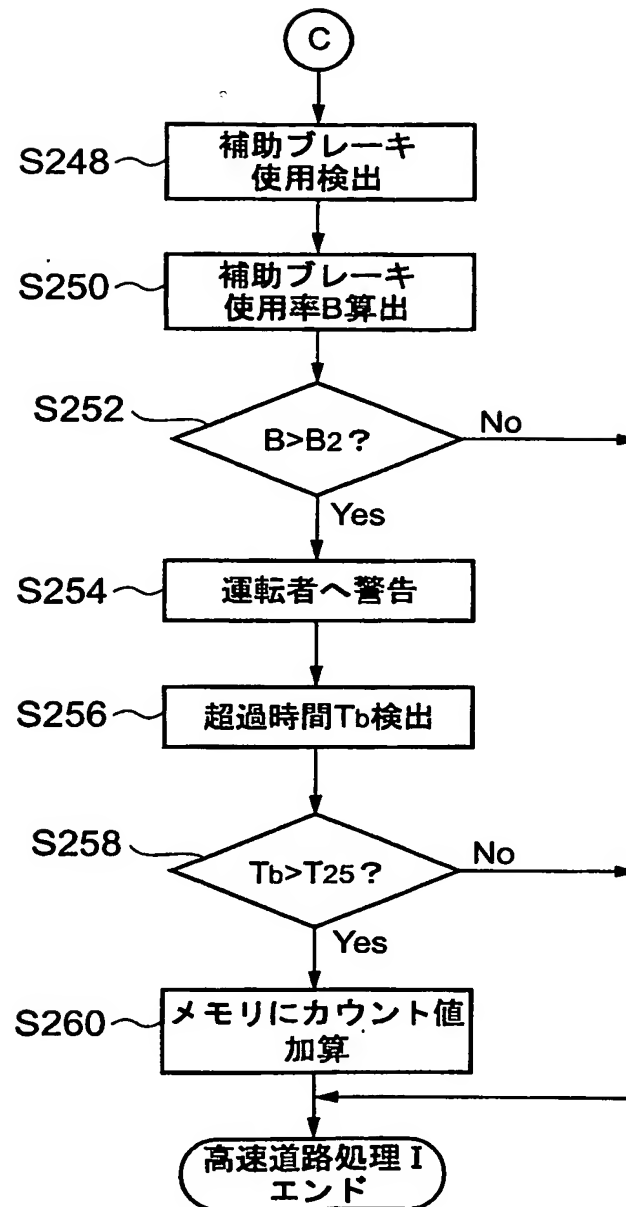 C
S248
補助ブレーキ
使用検出
S250
補助ブレーキ
使用率B算出
S252
B>B2?
No
Yes
S254
運転者へ警告
S256
超過時間Tb検出
S258
Tb>T25?
No
Yes
S260
メモリにカウント値
加算
高速道路処理I
エンド